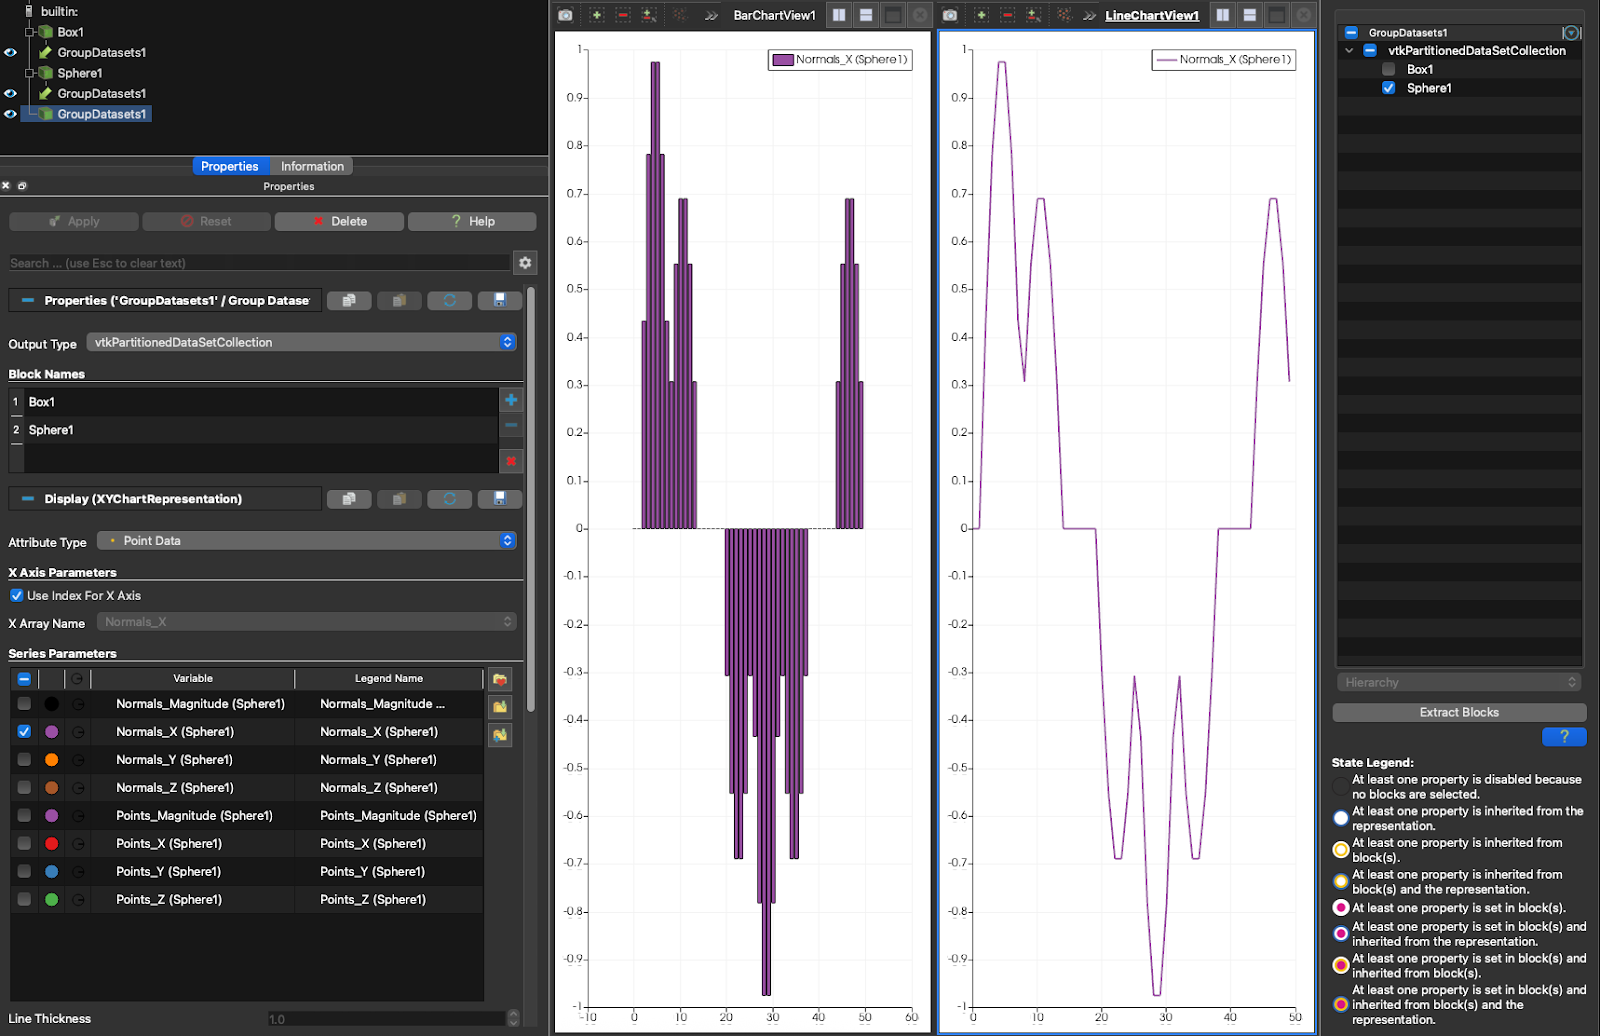 builtin:
Box1
GroupDatasets1
Sphere1
GroupDatasets1
GroupDatasets1
Properties
Information
Properties
Apply
Reset
Delete
? Help
Search ... (use Esc to clear text)
Properties ('GroupDatasets1' / Group Datase
Output Type
vtkPartitionedDataSetCollection
Block Names
1 Box1
2 Sphere1
Display (XYChartRepresentation)
Attribute Type
Point Data
X Axis Parameters
Use Index For X Axis
X Array Name
Normals_X
Series Parameters
Variable
Legend Name
Normals_Magnitude (Sphere1)
Normals_Magnitude ...
Normals_X (Sphere1)
Normals_X (Sphere1)
Normals_Y (Sphere1)
Normals_Y (Sphere1)
Normals_Z (Sphere1)
Normals_Z (Sphere1)
Points_Magnitude (Sphere1)
Points_Magnitude (Sphere1)
Points_X (Sphere1)
Points_X (Sphere1)
Points_Y (Sphere1)
Points_Y (Sphere1)
Points_Z (Sphere1)
Points_Z (Sphere1)
Line Thickness
1.0
BarChartView1
Normals_X (Sphere1)
1
0.9
0.8
0.7
0.6
0.5
0.4
0.3
0.2
0.1
0
-0.1
-0.2
-0.3
-0.4
-0.5
-0.6
-0.7
-0.8
-0.9
-1
-10
0
10
20
30
40
50
60
LineChartView1
Normals_X (Sphere1)
1
0.9
0.8
0.7
0.6
0.5
0.4
0.3
0.2
0.1
0
-0.1
-0.2
-0.3
-0.4
-0.5
-0.6
-0.7
-0.8
-0.9
-1
0
10
20
30
40
50
GroupDatasets1
vtkPartitionedDataSetCollection
Box1
Sphere1
Hierarchy
Extract Blocks
?
State Legend:
At least one property is disabled because
no blocks are selected.
At least one property is inherited from the
representation.
At least one property is inherited from
block(s).
At least one property is inherited from
block(s) and the representation.
At least one property is set in block(s).
At least one property is set in block(s) and
inherited from the representation.
At least one property is set in block(s) and
inherited from block(s).
At least one property is set in block(s) and
inherited from block(s) and the
representation.